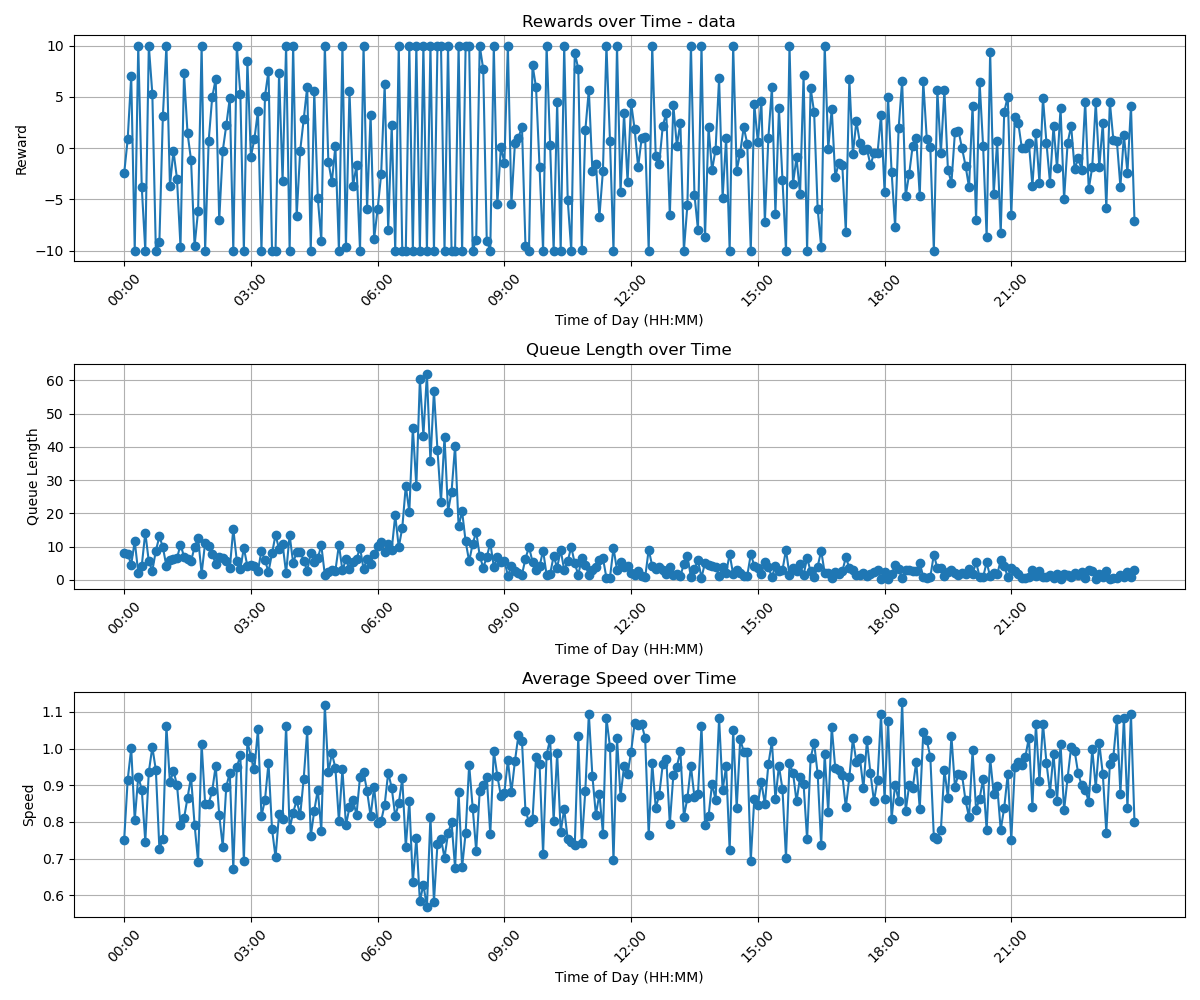 Rewards over Time - data
10
5
0
−5
−10
Reward
00:00 03:00 06:00 09:00 12:00 15:00 18:00 21:00
Time of Day (HH:MM)
Queue Length over Time
60
50
40
30
20
10
0
Queue Length
00:00 03:00 06:00 09:00 12:00 15:00 18:00 21:00
Time of Day (HH:MM)
Average Speed over Time
1.1
1.0
0.9
0.8
0.7
0.6
Speed
00:00 03:00 06:00 09:00 12:00 15:00 18:00 21:00
Time of Day (HH:MM)